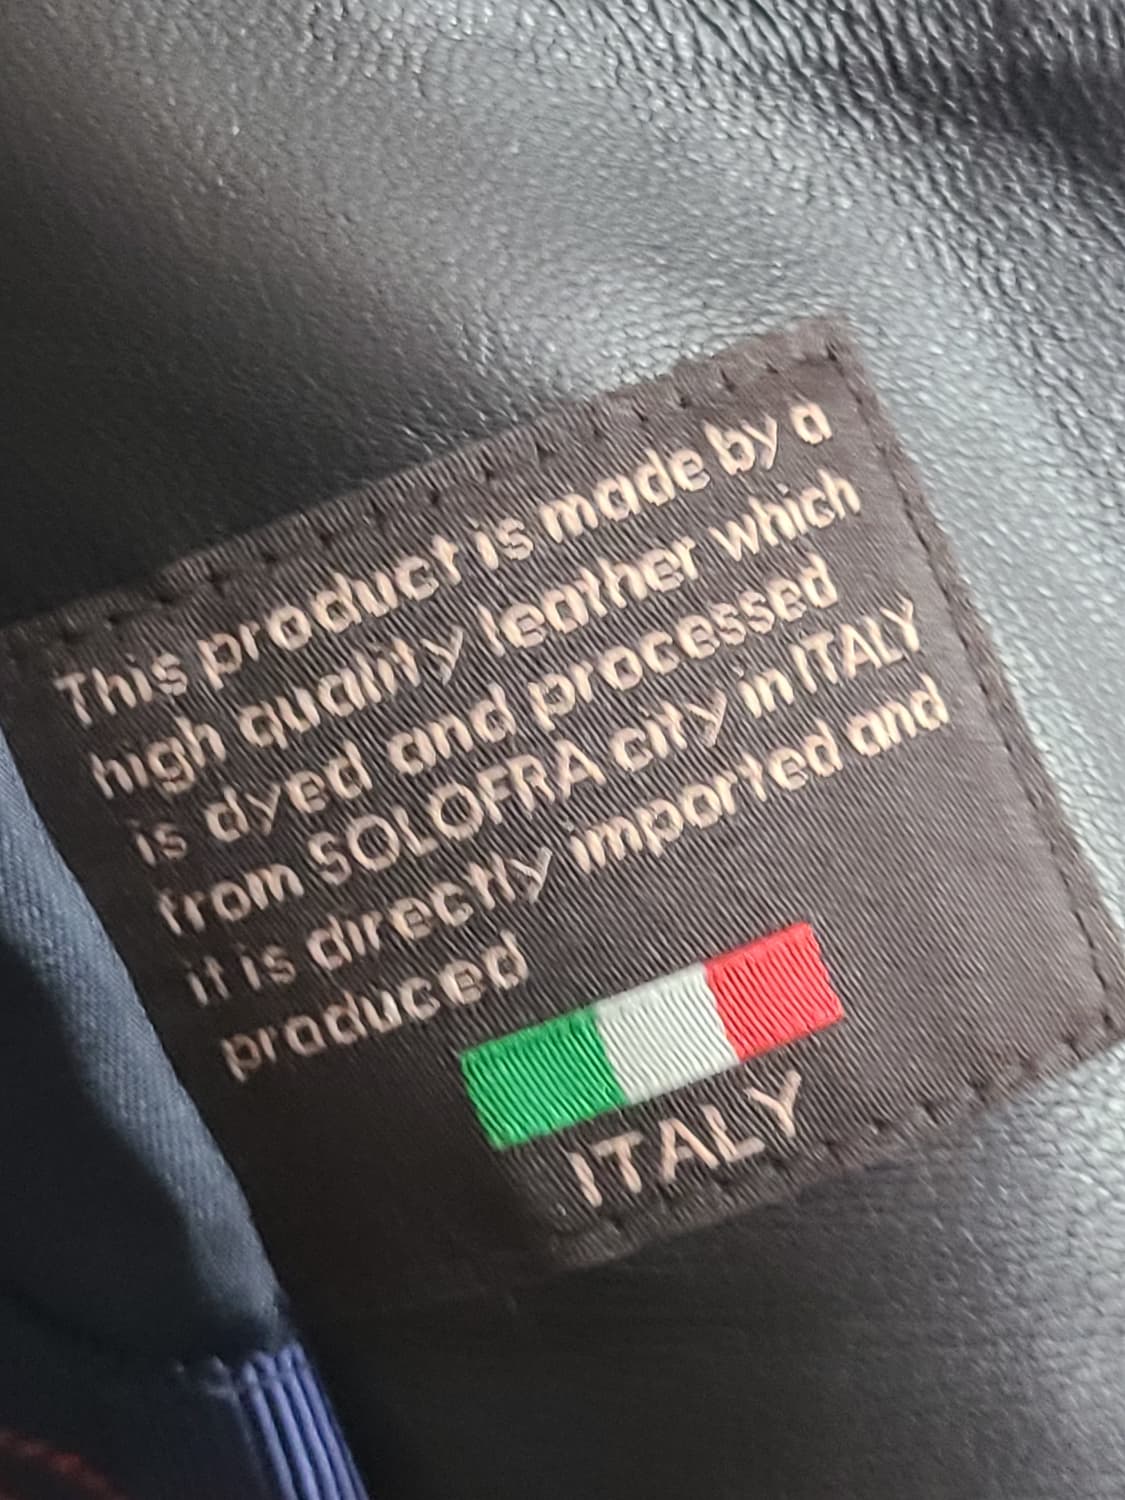 This product is made by a
high quality leather which
is dyed and processed
from SOLOFRA city in ITALY
it is directly imported and
produced
ITALY